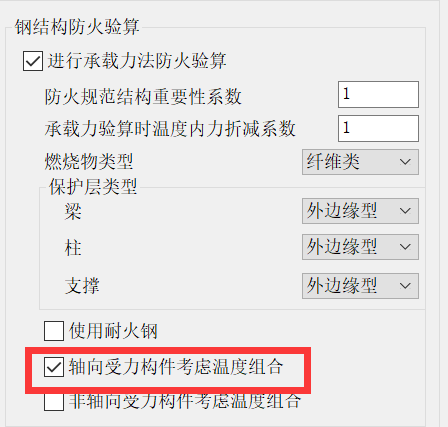 钢结构防火验算
进行承载力法防火验算
防火规范结构重要性系数 1
承载力验算时温度内力折减系数 1
燃烧物类型 纤维类
保护层类型
梁 外边缘型
柱 外边缘型
支撑 外边缘型
使用耐火钢
轴向受力构件考虑温度组合
非轴向受力构件考虑温度组合